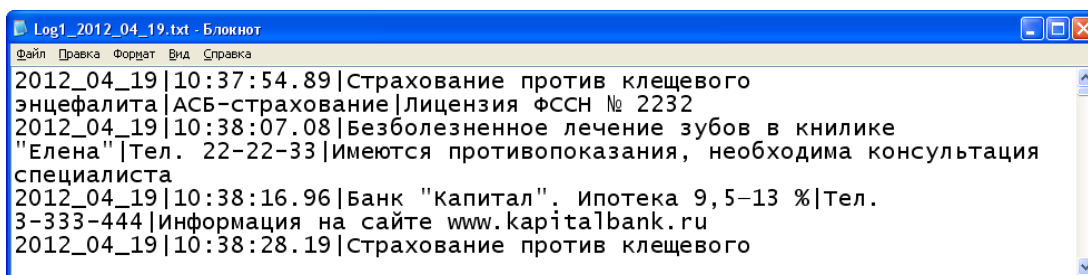 Log1_2012_04_19.txt - Блокнот
Файл Правка Формат Вид Справка
2012_04_19|10:37:54.89|Страхование против клещевого
энцефалита|АСБ-страхование|Лицензия ФССН № 2232
2012_04_19|10:38:07.08|Безболезненное лечение зубов в книлике
"Елена"|Тел. 22-22-33|Имеются противопоказания, необходима консультация
специалиста
2012_04_19|10:38:16.96|Банк "Капитал". Ипотека 9,5–13 %|Тел.
3-333-444|Информация на сайте www.kapitalbank.ru
2012_04_19|10:38:28.19|Страхование против клещевого